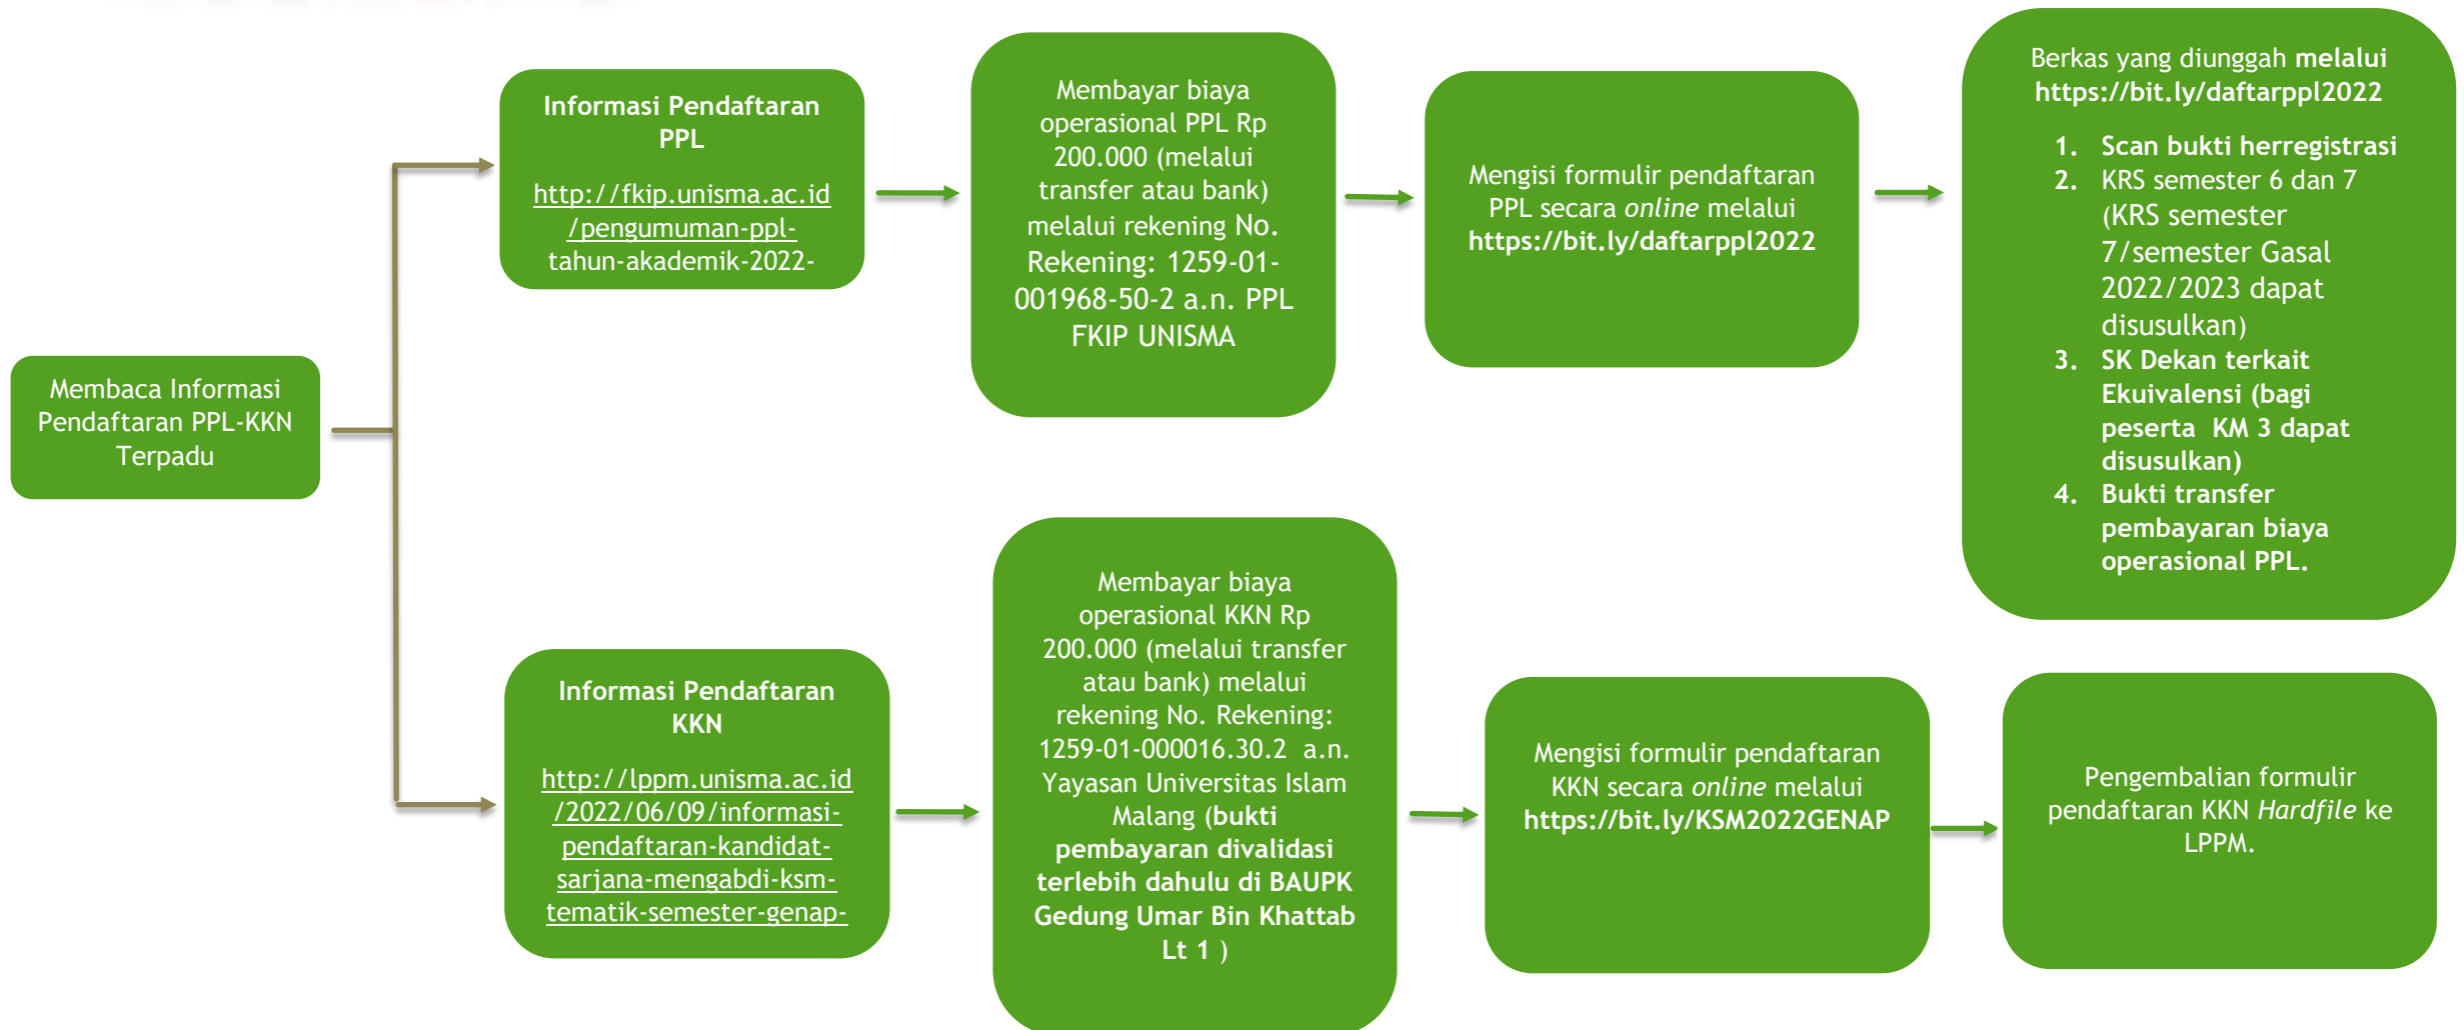 Membaca Informasi
Pendaftaran PPL-KKN
Terpadu
Informasi Pendaftaran
PPL
http://fkip.unisma.ac.id
/pengumuman-ppl-
tahun-akademik-2022-
Membayar biaya
operasional PPL Rp
200.000 (melalui
transfer atau bank)
melalui rekening No.
Rekening: 1259-01-
001968-50-2 a.n. PPL
FKIP UNISMA
Mengisi formulir pendaftaran
PPL secara online melalui
https://bit.ly/daftarppl2022
Berkas yang diunggah melalui
https://bit.ly/daftarppl2022
1. Scan bukti herregistrasi
2. KRS semester 6 dan 7
(KRS semester
7/semester Gasal
2022/2023 dapat
disusulkan)
3. SK Dekan terkait
Ekuivalensi (bagi
peserta KM 3 dapat
disusulkan)
4. Bukti transfer
pembayaran biaya
operasional PPL.
Informasi Pendaftaran
KKN
http://lppm.unisma.ac.id
/2022/06/09/informasi-
pendaftaran-kandidat-
sarjana-mengabdi-ksm-
tematik-semester-genap-
Membayar biaya
operasional KKN Rp
200.000 (melalui transfer
atau bank) melalui
rekening No. Rekening:
1259-01-000016.30.2 a.n.
Yayasan Universitas Islam
Malang (bukti
pembayaran divalidasi
terlebih dahulu di BAUPK
Gedung Umar Bin Khattab
Lt 1 )
Mengisi formulir pendaftaran
KKN secara online melalui
https://bit.ly/KSM2022GENAP
Pengembalian formulir
pendaftaran KKN Hardfile ke
LPPM.